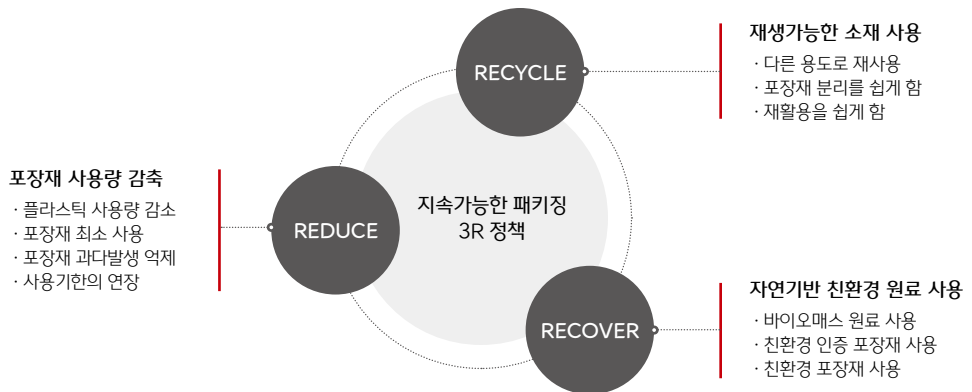 RECYCLE
재생가능한 소재 사용
· 다른 용도로 재사용
· 포장재 분리를 쉽게 함
· 재활용을 쉽게 함
포장재 사용량 감축
· 플라스틱 사용량 감소
· 포장재 최소 사용
· 포장재 과다발생 억제
· 사용기한의 연장
REDUCE
지속가능한 패키징
3R 정책
RECOVER
자연기반 친환경 원료 사용
· 바이오매스 원료 사용
· 친환경 인증 포장재 사용
· 친환경 포장재 사용